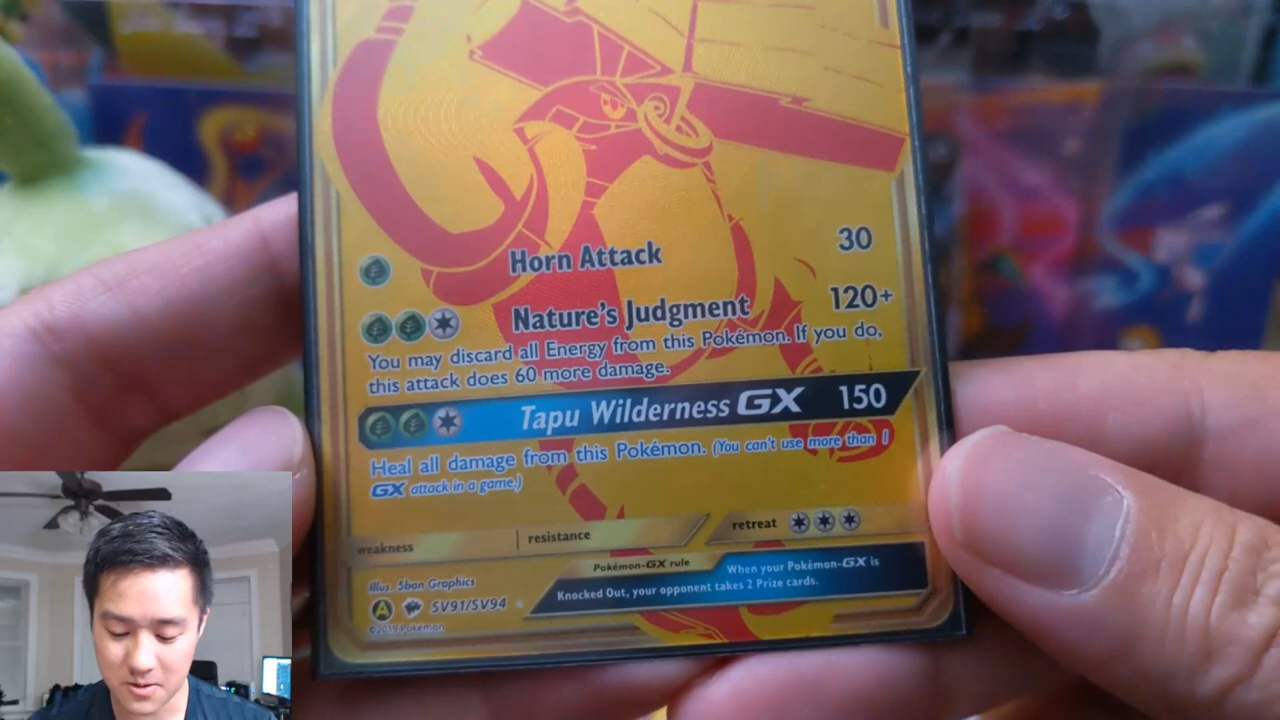 Horn Attack 30
Nature's Judgment 120+
You may discard all Energy from this Pokémon. If you do,
this attack does 60 more damage.
Tapu Wilderness GX 150
Heal all damage from this Pokémon. (You can't use more than 1
GX attack in a game.)
weakness resistance retreat
Pokémon-GX rule When your Pokémon-GX is
Knocked Out, your opponent takes 2 Prize cards.
Illus. 5ban Graphics
A SV91/SV94
©2019 Pokémon